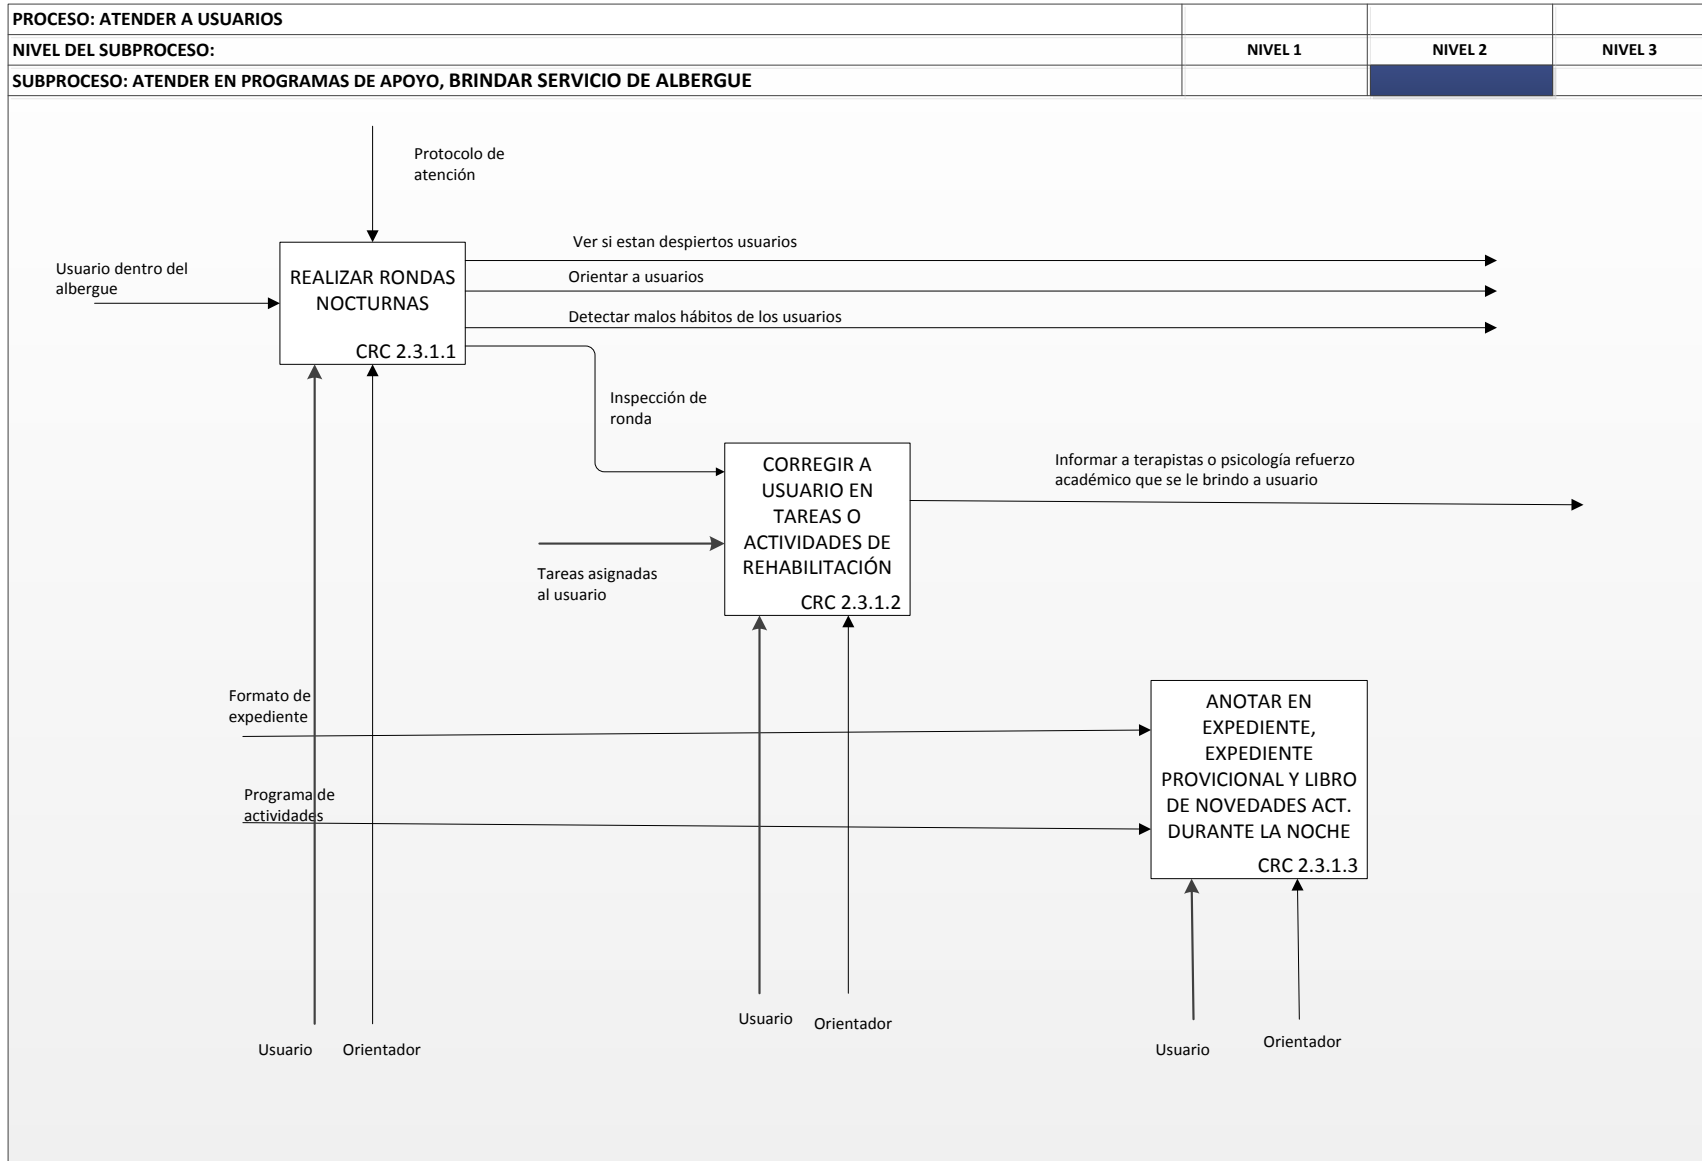 PROCESO: ATENDER A USUARIOS
NIVEL DEL SUBPROCESO:
NIVEL 1
NIVEL 2
NIVEL 3
SUBPROCESO: ATENDER EN PROGRAMAS DE APOYO, BRINDAR SERVICIO DE ALBERGUE
Protocolo de
atención
Usuario dentro del
albergue
REALIZAR RONDAS
NOCTURNAS
CRC 2.3.1.1
Ver si estan despiertos usuarios
Orientar a usuarios
Detectar malos hábitos de los usuarios
Inspección de
ronda
CORREGIR A
USUARIO EN
TAREAS O
ACTIVIDADES DE
REHABILITACIÓN
CRC 2.3.1.2
Informar a terapistas o psicología refuerzo
académico que se le brindo a usuario
Tareas asignadas
al usuario
Formato de
expediente
Programa de
actividades
ANOTAR EN
EXPEDIENTE,
EXPEDIENTE
PROVICIONAL Y LIBRO
DE NOVEDADES ACT.
DURANTE LA NOCHE
CRC 2.3.1.3
Usuario
Orientador
Usuario
Orientador
Usuario
Orientador